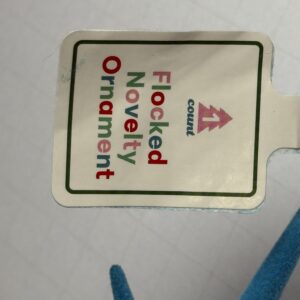 1
count
Flocked
Novelty
Ornament